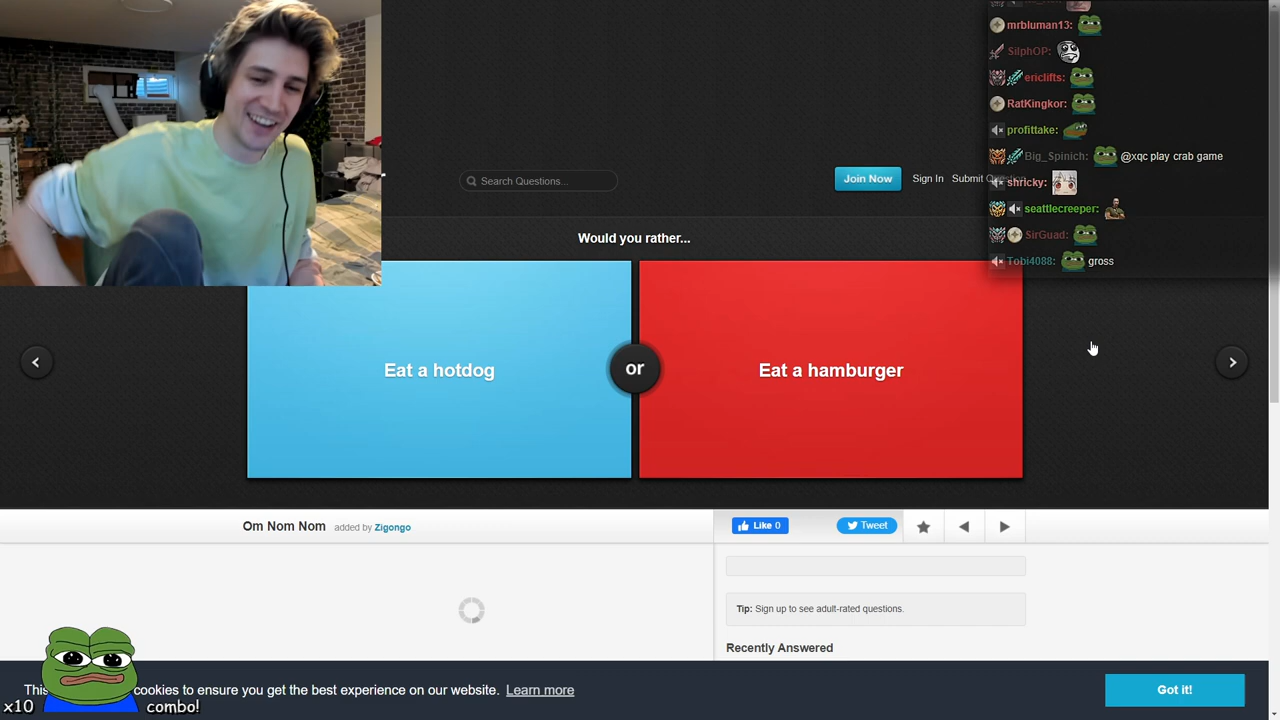 mrbluman13:
SilphOP:
ericlifts:
RatKingkor:
profittake:
Big_Spinich: @xqc play crab game
shricky:
seattlecreeper:
SirGuad:
Tobi4088: gross
Search Questions...
Join Now Sign In Submit
Would you rather...
Eat a hotdog or Eat a hamburger
Om Nom Nom added by Zigongo
Like 0 Tweet
Tip: Sign up to see adult-rated questions.
Recently Answered
cookies to ensure you get the best experience on our website. Learn more
Got it!
x10 combo!